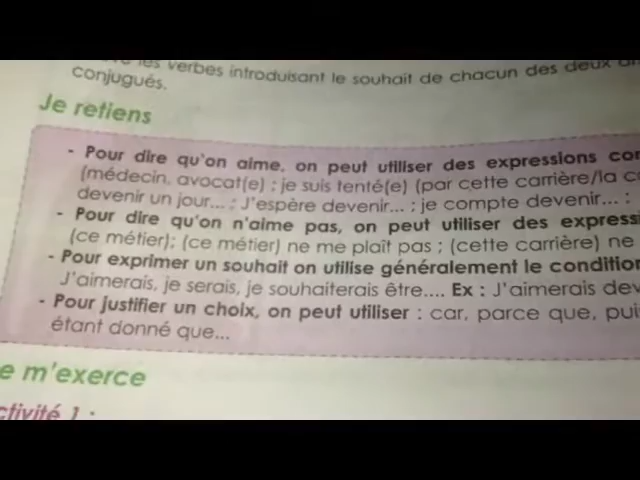 les verbes introduisant le souhait de chacun des deux
conjugués.
Je retiens
- Pour dire qu'on aime, on peut utiliser des expressions
(médecin, avocat(e) ; je suis tenté(e) (par cette carrière/la
devenir un jour... ; J'espère devenir... ; je compte devenir... ;
- Pour dire qu'on n'aime pas, on peut utiliser des
(ce métier); (ce métier) ne me plaît pas ; (cette carrière) ne
- Pour exprimer un souhait on utilise généralement le
J'aimerais, je serais, je souhaiterais être.... Ex : J'aimerais
- Pour justifier un choix, on peut utiliser : car, parce que,
étant donné que...
e m'exerce
ctivité 1 :